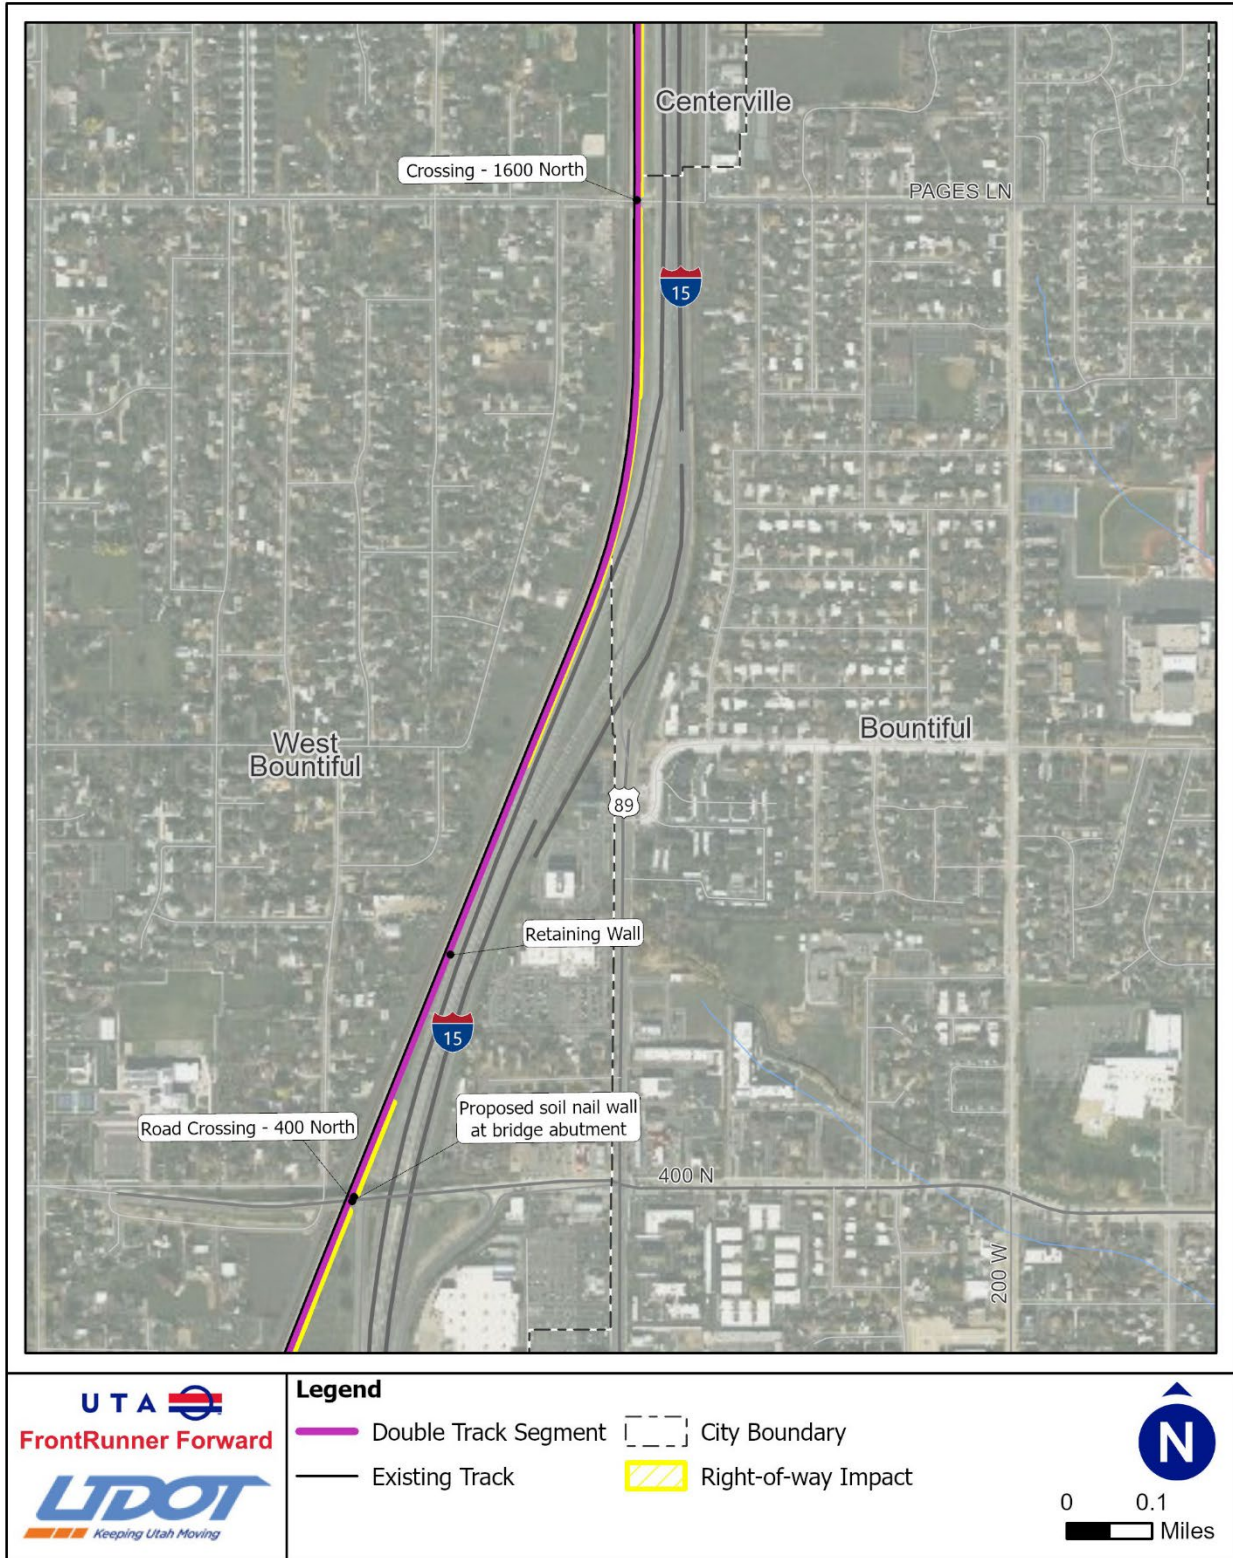 Centerville
Crossing - 1600 North
PAGES LN
15
West
Bountiful
Bountiful
89
Retaining Wall
15
Proposed soil nail wall
at bridge abutment
Road Crossing - 400 North
400 N
200 W
UTA
FrontRunner Forward
UDOT
Keeping Utah Moving
Legend
Double Track Segment
City Boundary
Existing Track
Right-of-way Impact
N
0 0.1
Miles